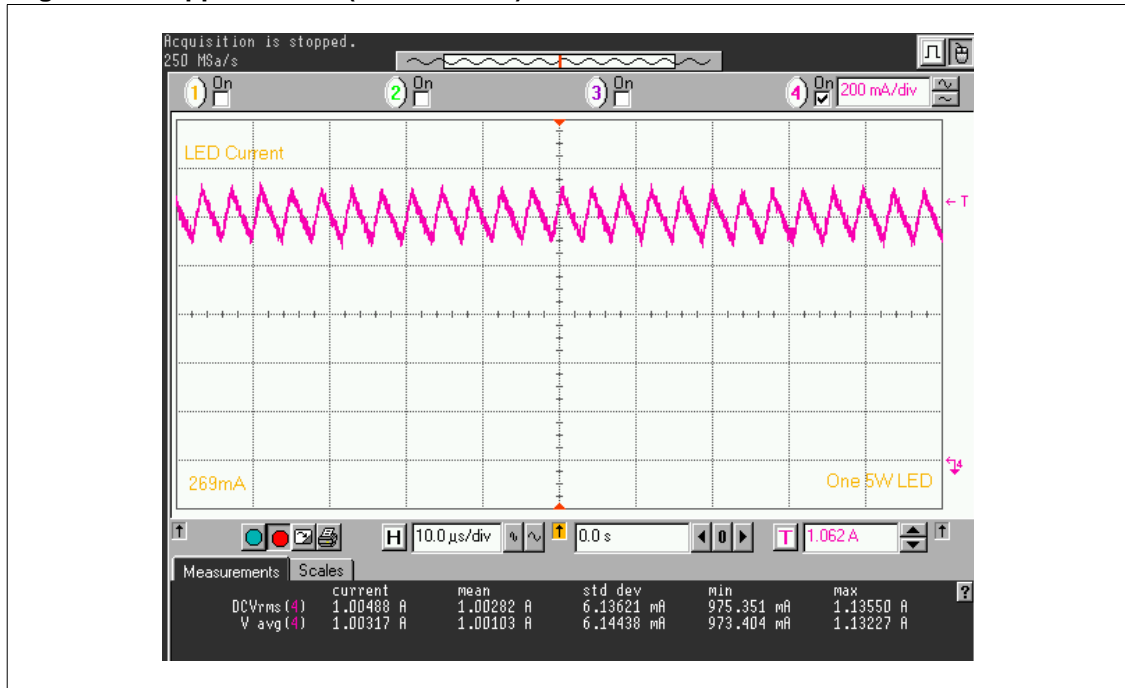 Acquisition is stopped.
250 MSa/s
1 On 2 On 3 On 4 On 200 mA/div
LED Current
← T
4
269mA One 5W LED
H 10.0 µs/div T 0.0 s 0 T 1.062 A
Measurements Scales
current mean std dev min max ?
DCVrms(4) 1.00488 A 1.00282 A 6.13621 mA 975.351 mA 1.13550 A
V avg(4) 1.00317 A 1.00103 A 6.14438 mA 973.404 mA 1.13227 A